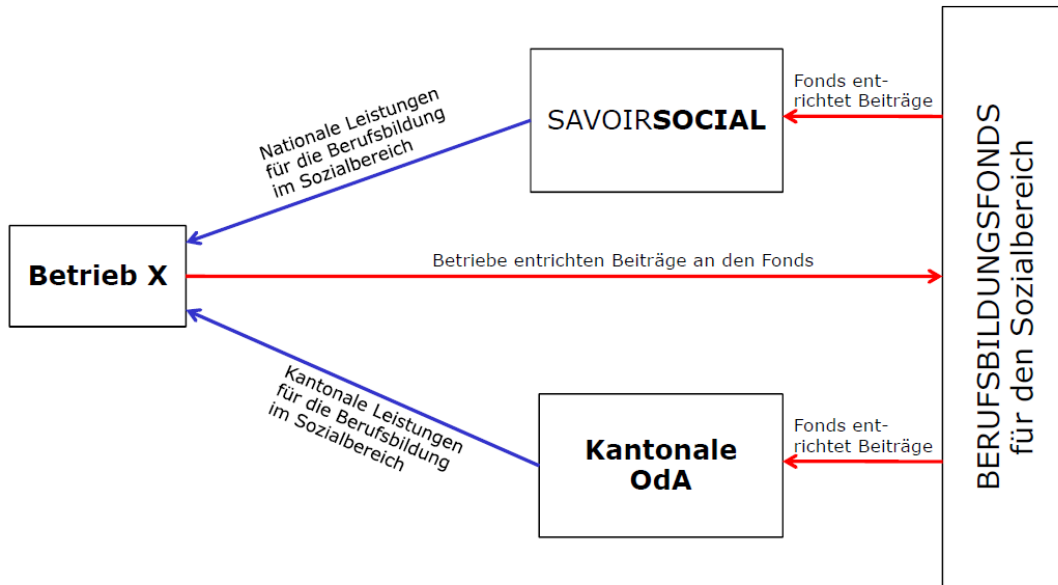 Fonds ent-
richtet Beiträge
SAVOIRSOCIAL
Nationale Leistungen
für die Berufsbildung
im Sozialbereich
Betrieb X
Betriebe entrichten Beiträge an den Fonds
Kantonale Leistungen
für die Berufsbildung
im Sozialbereich
Kantonale
OdA
Fonds ent-
richtet Beiträge
BERUFSBILDUNGSFONDS
für den Sozialbereich